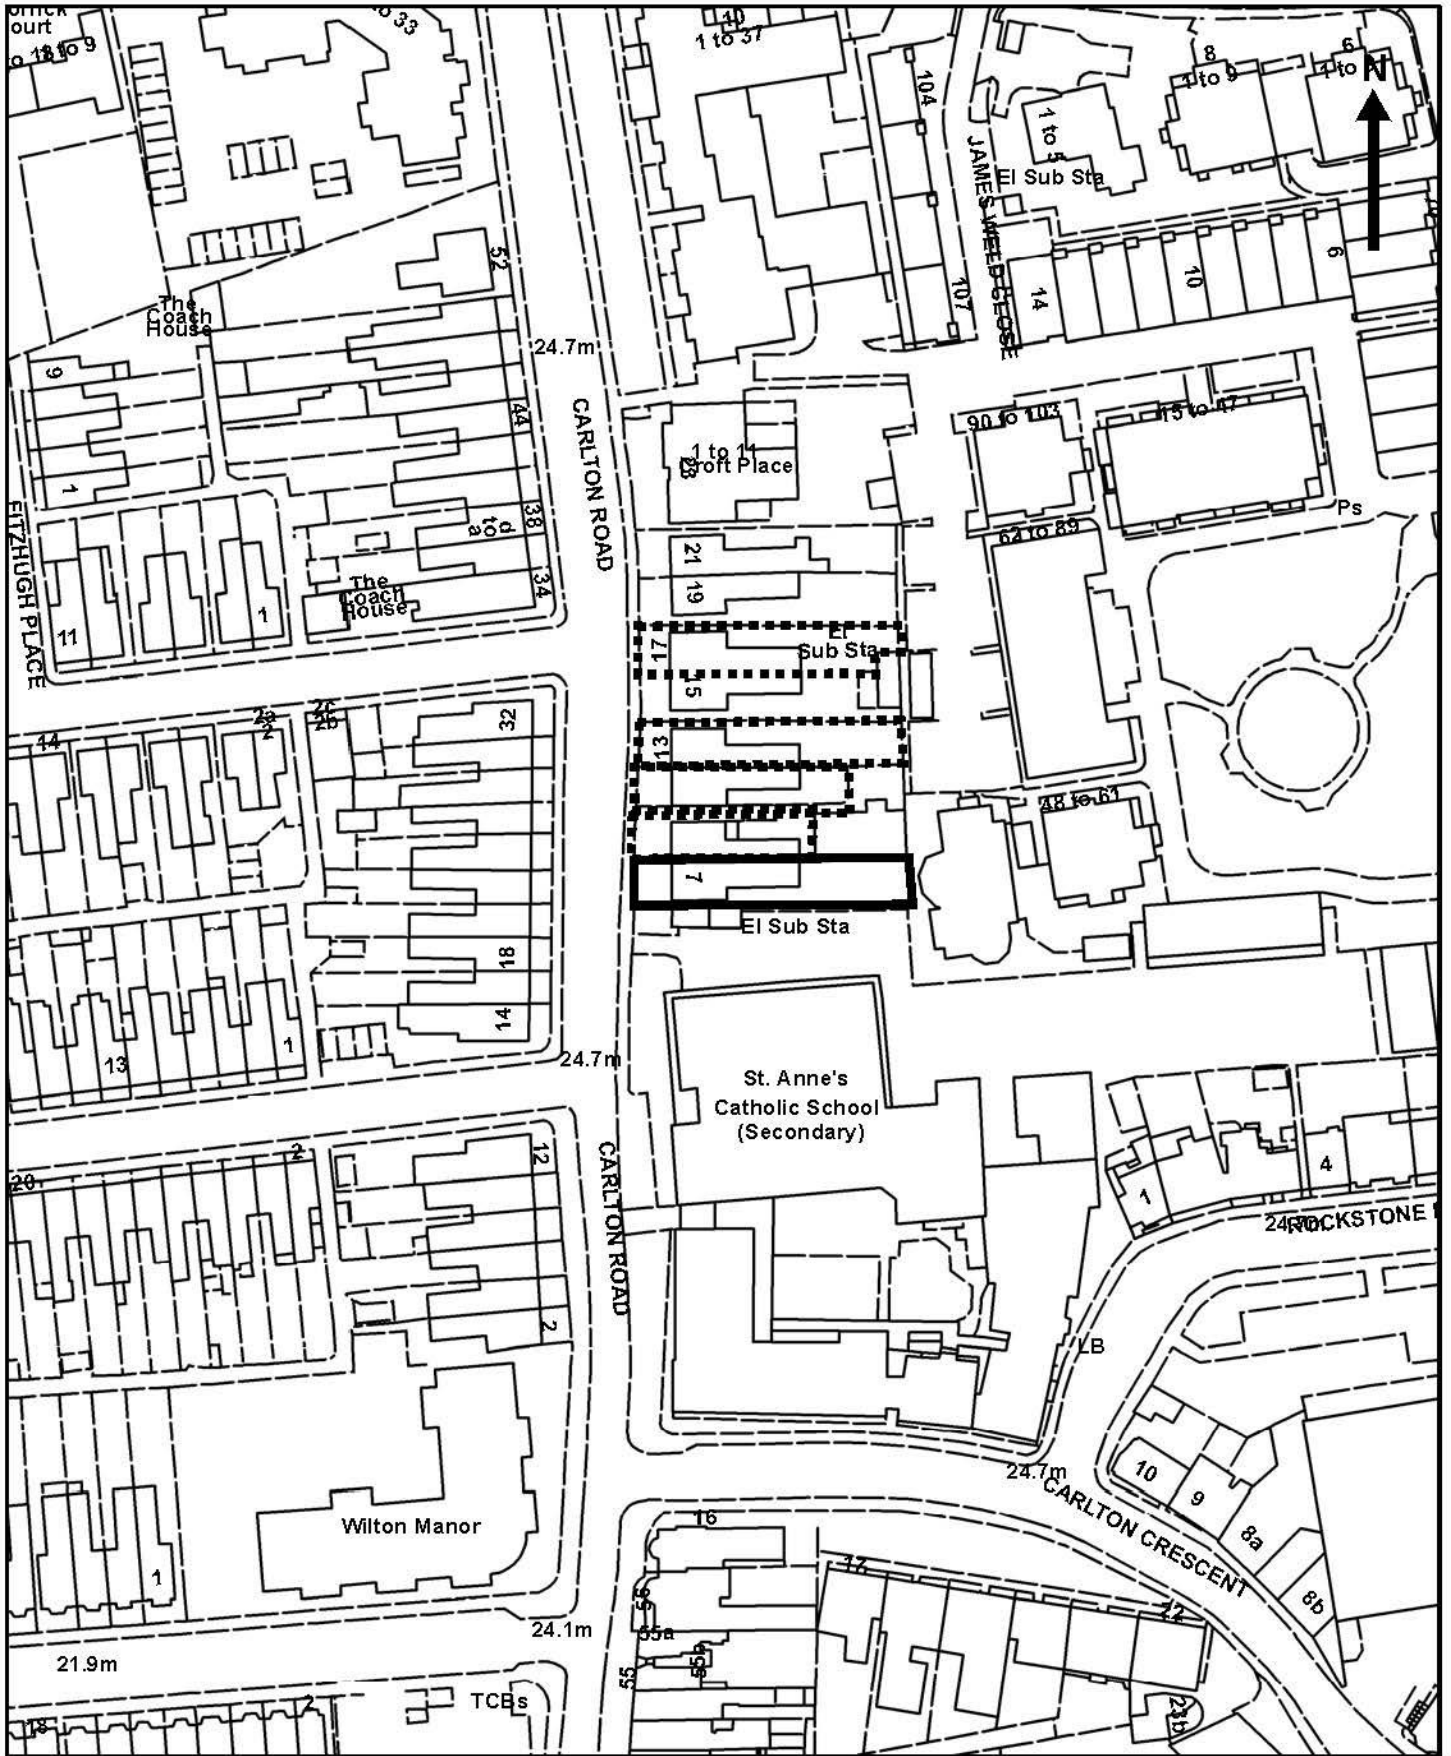 ourt
to 33
10
1 to 37
8
1 to 9
6
N
104
1 to 5
El Sub Sta
JAMES WELD CLOSE
52
The
Coach
House
107
14
10
6
24.7m
9
44
CARLTON ROAD
90 to 103
15 to 47
1 to 11
Croft Place
23
1
38
d
to
a
Ps
62 to 89
FITZHUGH PLACE
21
The
Coach
House
34
19
11
1
17
El
Sub Sta
15
2a
2
2c
2b
32
14
13
48 to 61
7
El Sub Sta
18
14
13
1
24.7m
St. Anne's
Catholic School
(Secondary)
12
2
20
4
1
CARLTON ROAD
ROCKSTONE
2
LB
24.7m
10
9
CARLTON CRESCENT
8a
8b
Wilton Manor
1
16
17
22
56
55a
55b
55
24.1m
21.9m
TCBs
2
18
23b